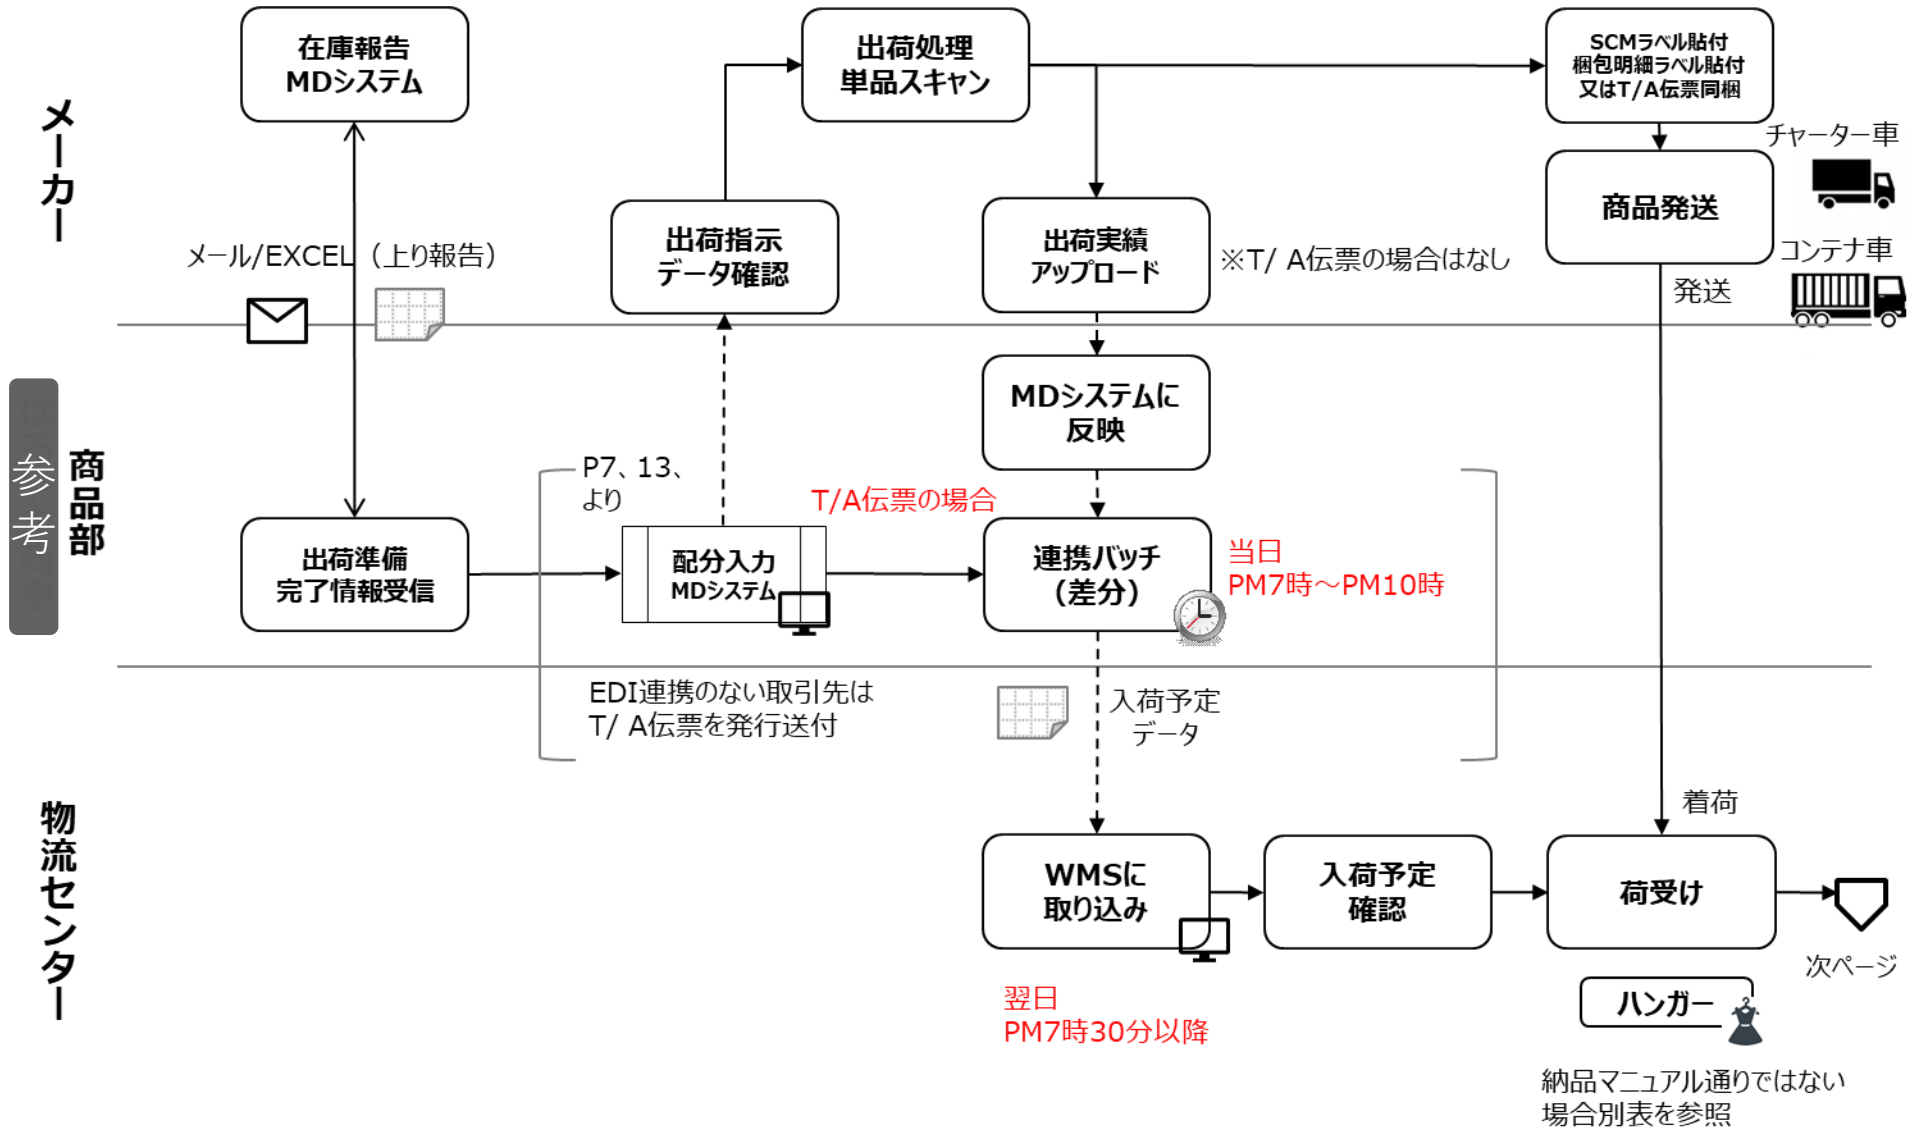 在庫報告
MDシステム
出荷処理
単品スキャン
SCMラベル貼付
梱包明細ラベル貼付
又はT/A伝票同梱
メーカー
チャーター車
商品発送
出荷指示
データ確認
出荷実績
アップロード
※T/ A伝票の場合はなし
メール/EXCEL（上り報告）
コンテナ車
発送
MDシステムに
反映
参考
商品部
P7、13、
より
T/A伝票の場合
出荷準備
完了情報受信
配分入力
MDシステム
連携バッチ
（差分）
当日
PM7時～PM10時
EDI連携のない取引先は
T/ A伝票を発行送付
入荷予定
データ
着荷
物流センター
WMSに
取り込み
入荷予定
確認
荷受け
次ページ
翌日
PM7時30分以降
ハンガー
納品マニュアル通りではない
場合別表を参照